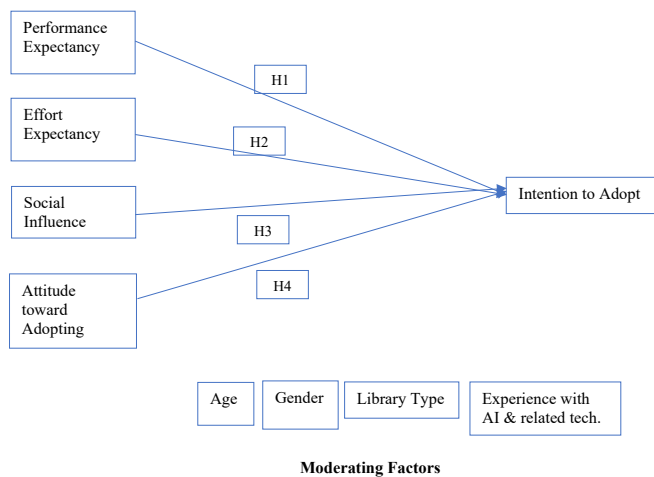 Performance
Expectancy
H1
Effort
Expectancy
H2
Social
Influence
Intention to Adopt
H3
H4
Attitude
toward
Adopting
Age
Gender
Library Type
Experience with
AI & related tech.
Moderating Factors